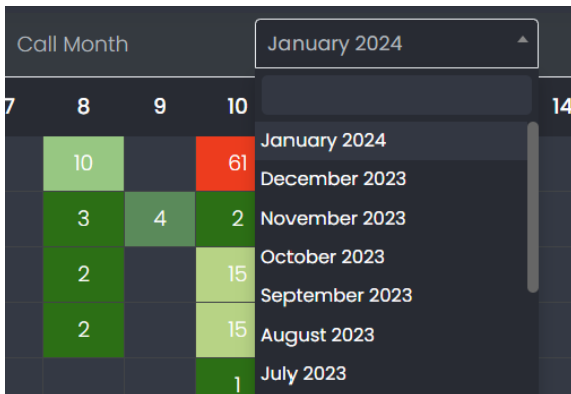 Call Month January 2024
7 8 9 10 14
January 2024
10 61
December 2023
3 4 2 November 2023
October 2023
2 15
September 2023
2 15 August 2023
July 2023
1